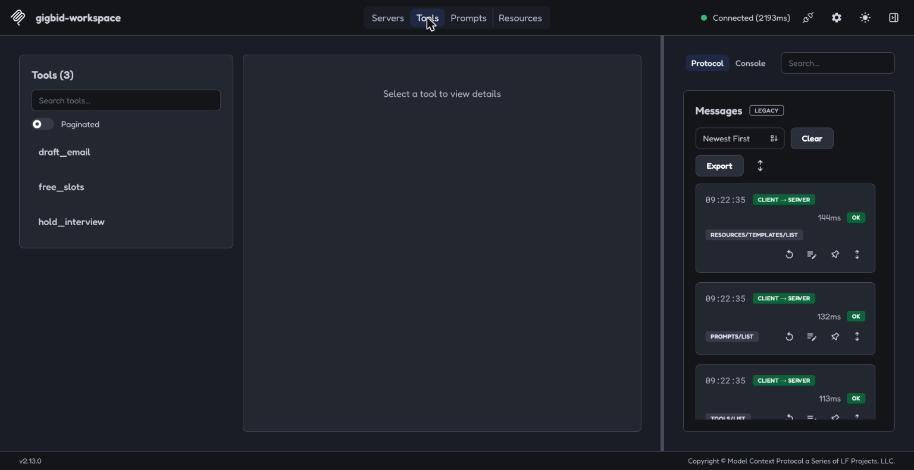 gigbid-workspace
Servers
Tools
Prompts
Resources
Connected (2193ms)
Tools (3)
Search tools...
Paginated
draft_email
free_slots
hold_interview
Select a tool to view details
Protocol
Console
Search...
Messages
LEGACY
Newest First
Clear
Export
09:22:35
CLIENT → SERVER
144ms
OK
RESOURCES/TEMPLATES/LIST
09:22:35
CLIENT → SERVER
132ms
OK
PROMPTS/LIST
09:22:35
CLIENT → SERVER
113ms
OK
TOOLS/LIST
v2.13.0
Copyright © Model Context Protocol a Series of LF Projects, LLC.